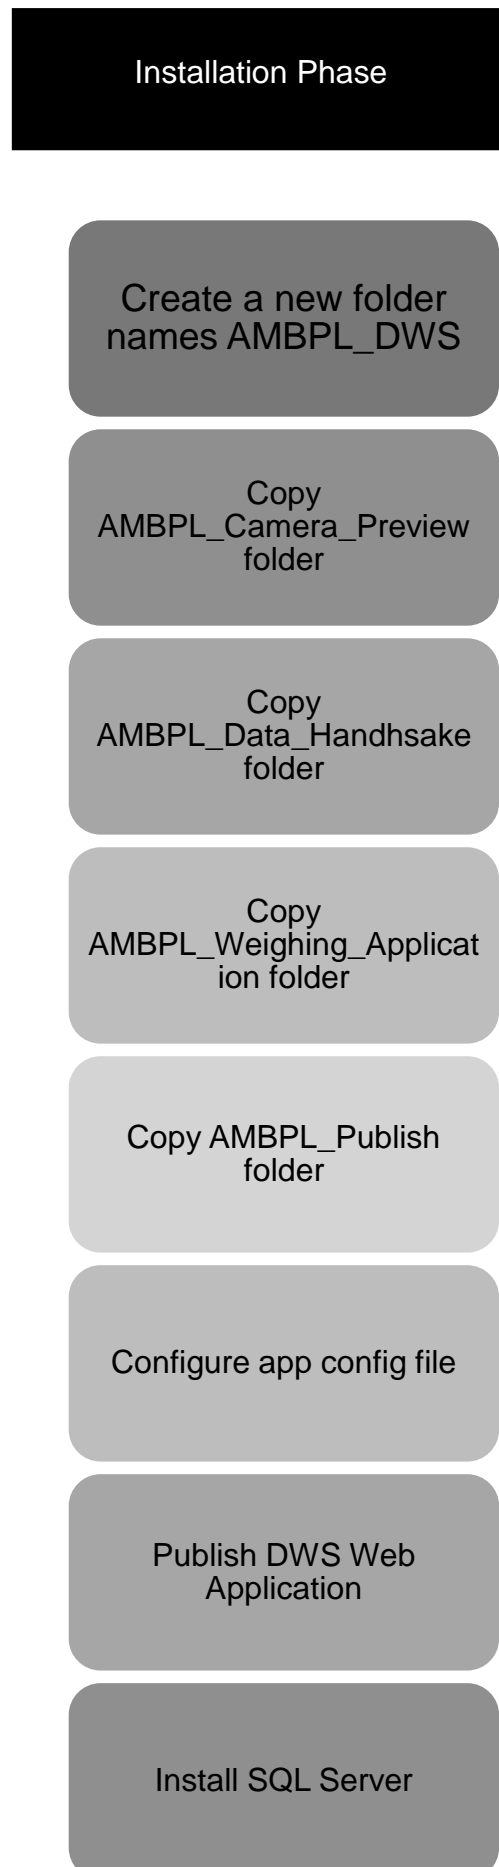 Installation Phase
Create a new folder
names AMBPL_DWS
Copy
AMBPL_Camera_Preview
folder
Copy
AMBPL_Data_Handhsake
folder
Copy
AMBPL_Weighing_Applicat
ion folder
Copy AMBPL_Publish
folder
Configure app config file
Publish DWS Web
Application
Install SQL Server